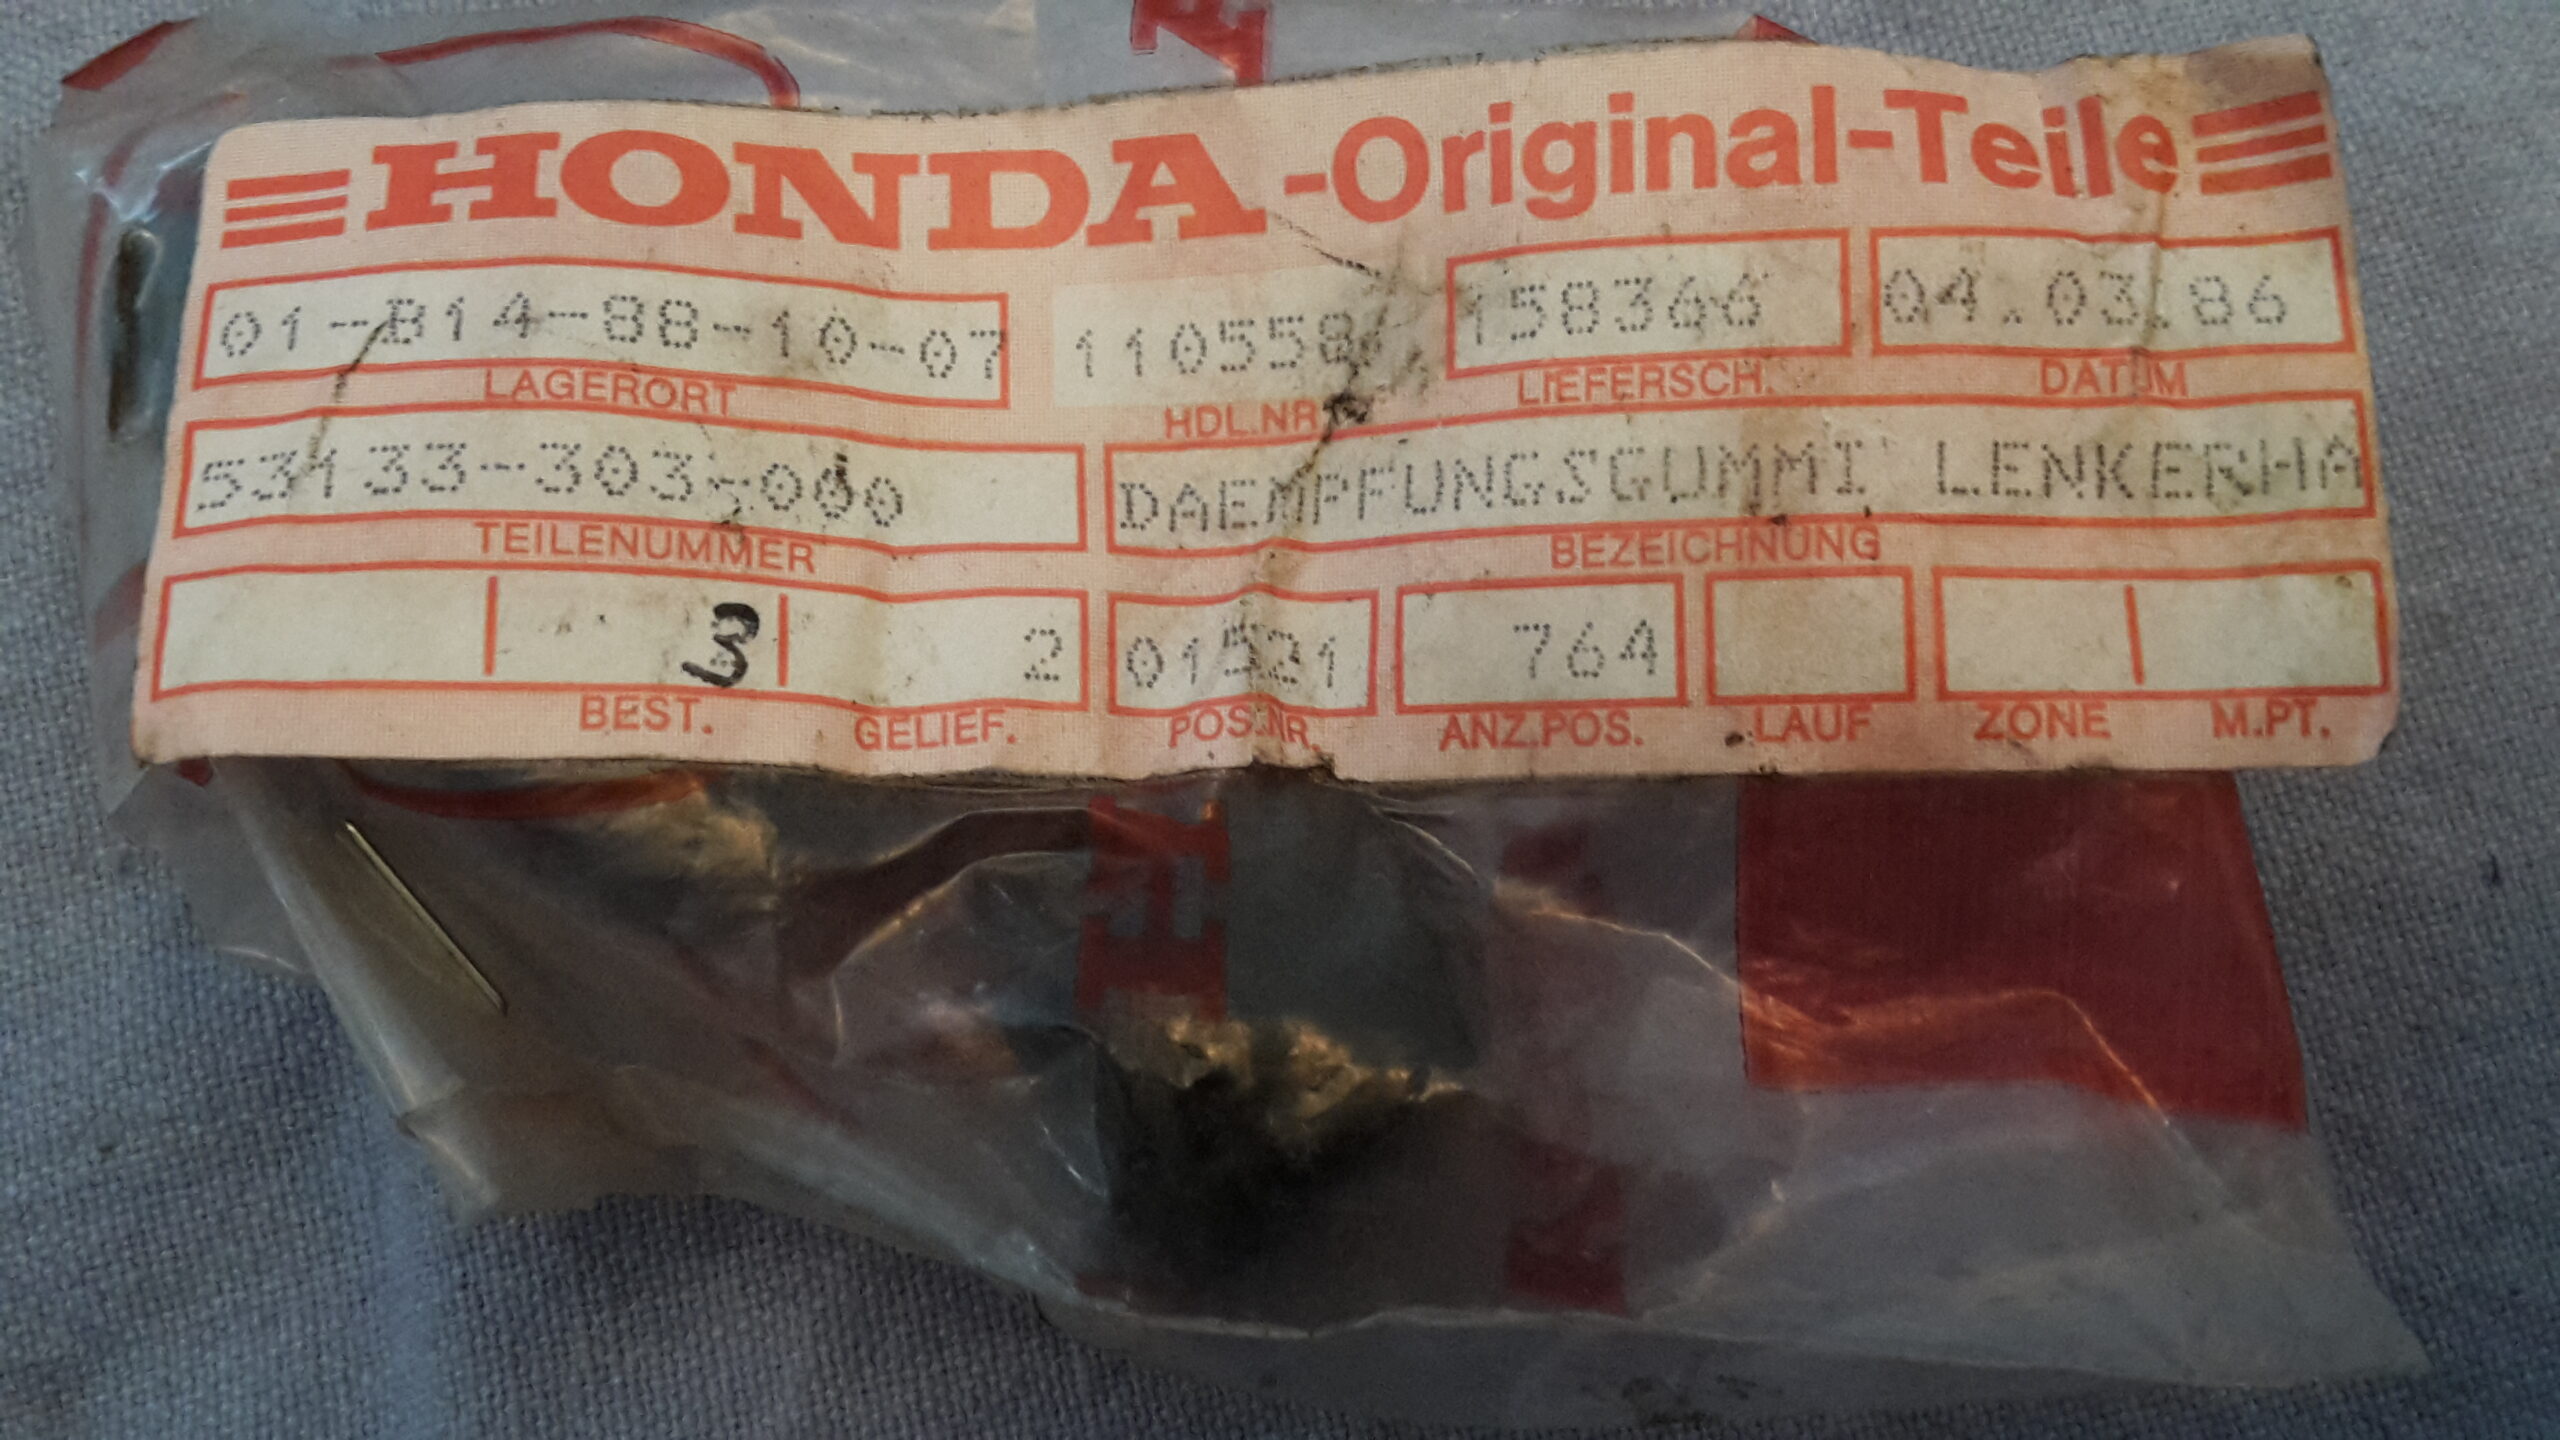 HONDA-Original-Teile
01-B14-88-10-07 110558 158366 04.03.86
LAGERORT HDL.NR. LIEFERSCH. DATUM
53133-303-000 DAEMPFUNGSGUMMI LENKERHA
TEILENUMMER BEZEICHNUNG
3 2 764
BEST. GELIEF. POS.NR. ANZ.POS. LAUF ZONE M.PT.